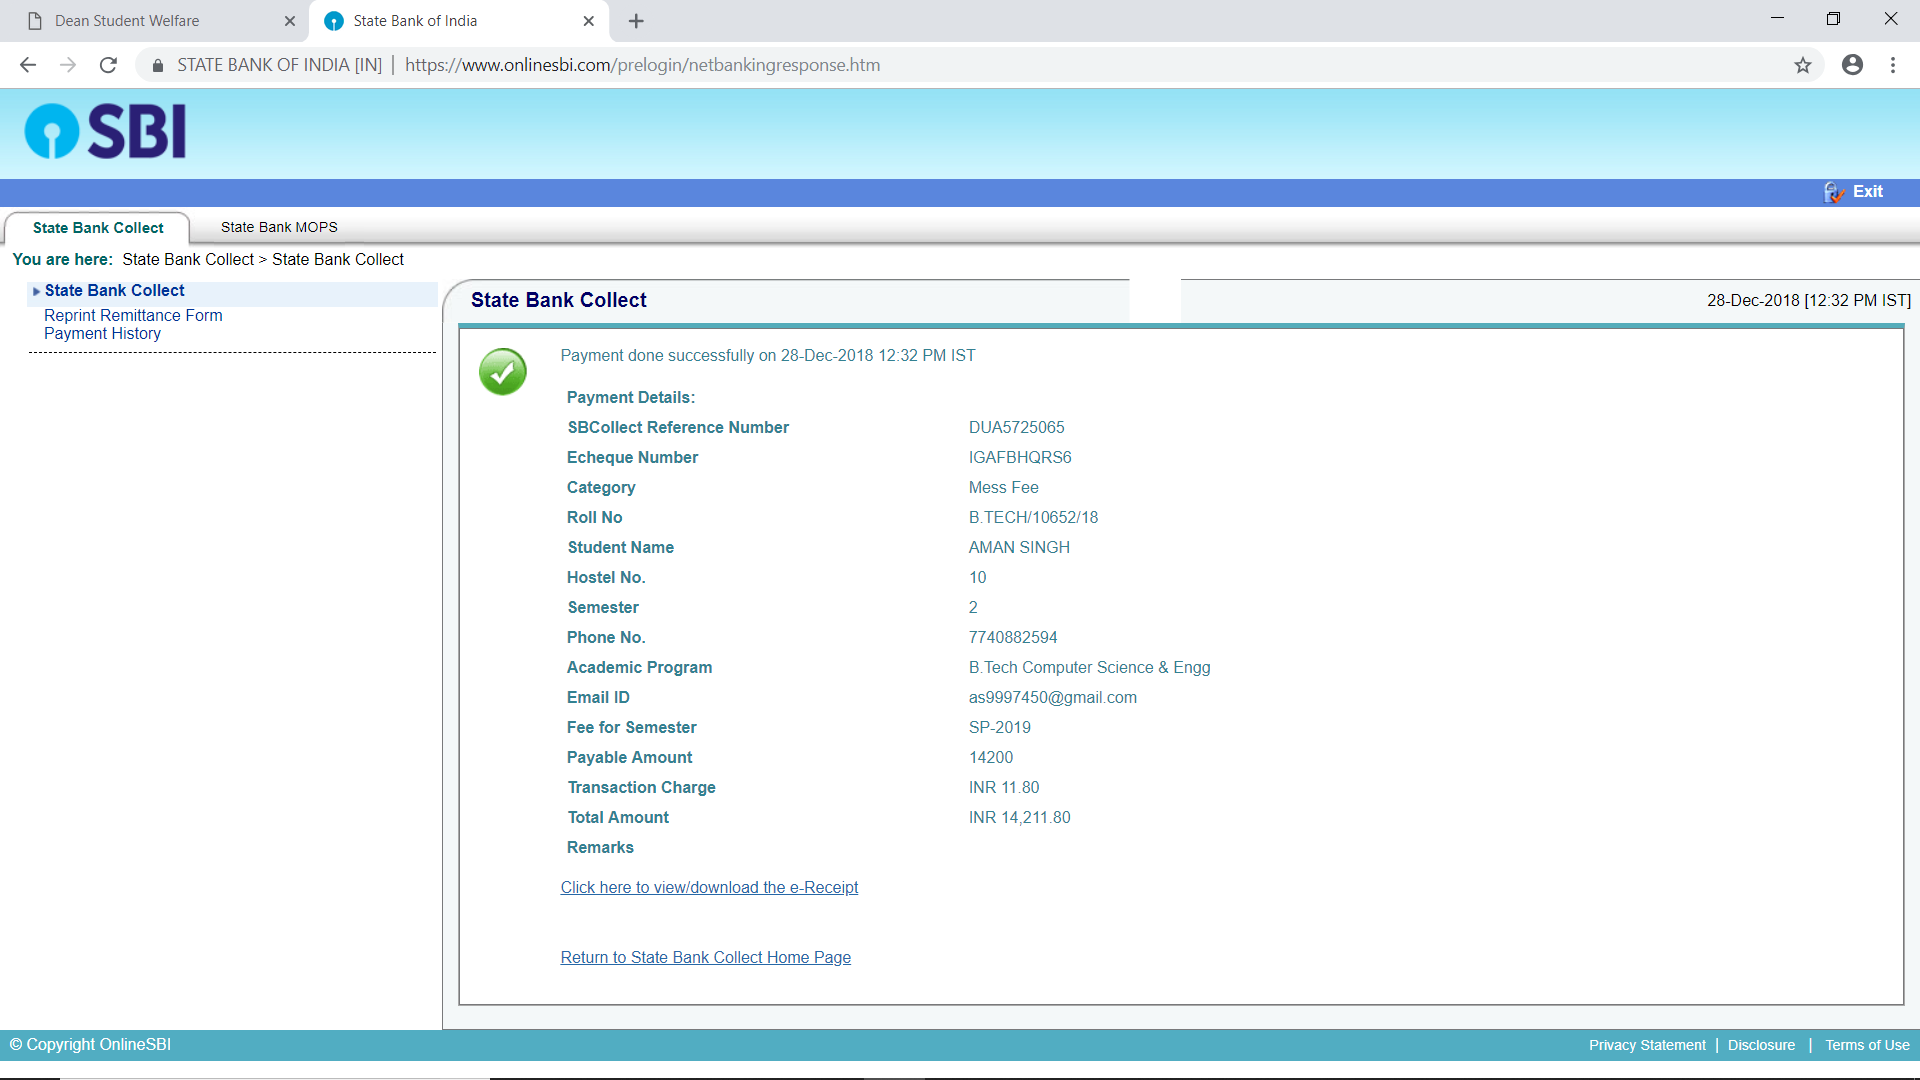 Dean Student Welfare
State Bank of India
STATE BANK OF INDIA [IN] | https://www.onlinesbi.com/prelogin/netbankingresponse.htm
SBI
Exit
State Bank Collect State Bank MOPS
You are here: State Bank Collect > State Bank Collect
State Bank Collect
Reprint Remittance Form
Payment History
State Bank Collect 28-Dec-2018 [12:32 PM IST]
Payment done successfully on 28-Dec-2018 12:32 PM IST
Payment Details:
SBCollect Reference Number DUA5725065
Echeque Number IGAFBHQRS6
Category Mess Fee
Roll No B.TECH/10652/18
Student Name AMAN SINGH
Hostel No. 10
Semester 2
Phone No. 7740882594
Academic Program B.Tech Computer Science & Engg
Email ID as9997450@gmail.com
Fee for Semester SP-2019
Payable Amount 14200
Transaction Charge INR 11.80
Total Amount INR 14,211.80
Remarks
Click here to view/download the e-Receipt
Return to State Bank Collect Home Page
© Copyright OnlineSBI Privacy Statement | Disclosure | Terms of Use